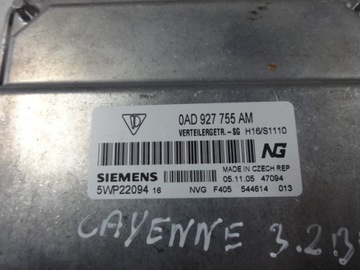 0AD 927 755 AM
VERTEILERGETR.-SG H16/S1110
NG
MADE IN CZECH REP
SIEMENS 05.11.05 47094
5WP22094 16 NVG F405 544614 013
CAYENNE 3.2